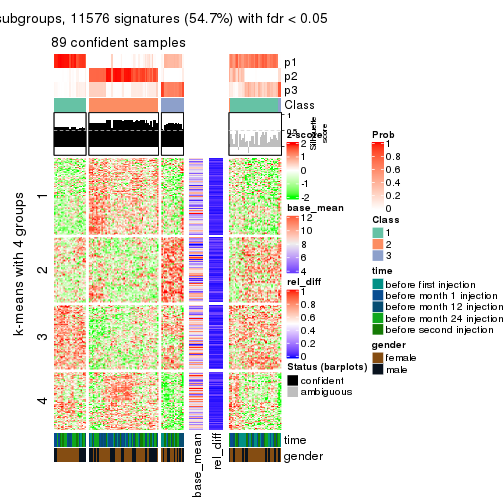 subgroups, 11576 signatures (54.7%) with fdr < 0.05
89 confident samples
p1
p2
p3
Class
1
0.5
Silhouette
score
k-means with 4 groups
1
2
3
4
time
gender
base_mean
rel_diff
z-score
2
1
0
-1
-2
base_mean
12
10
8
6
4
rel_diff
1
0.8
0.6
0.4
0.2
0
Status (barplots)
confident
ambiguous
Prob
1
0.8
0.6
0.4
0.2
0
Class
1
2
3
time
before first injection
before month 1 injection
before month 12 injection
before month 24 injection
before second injection
gender
female
male